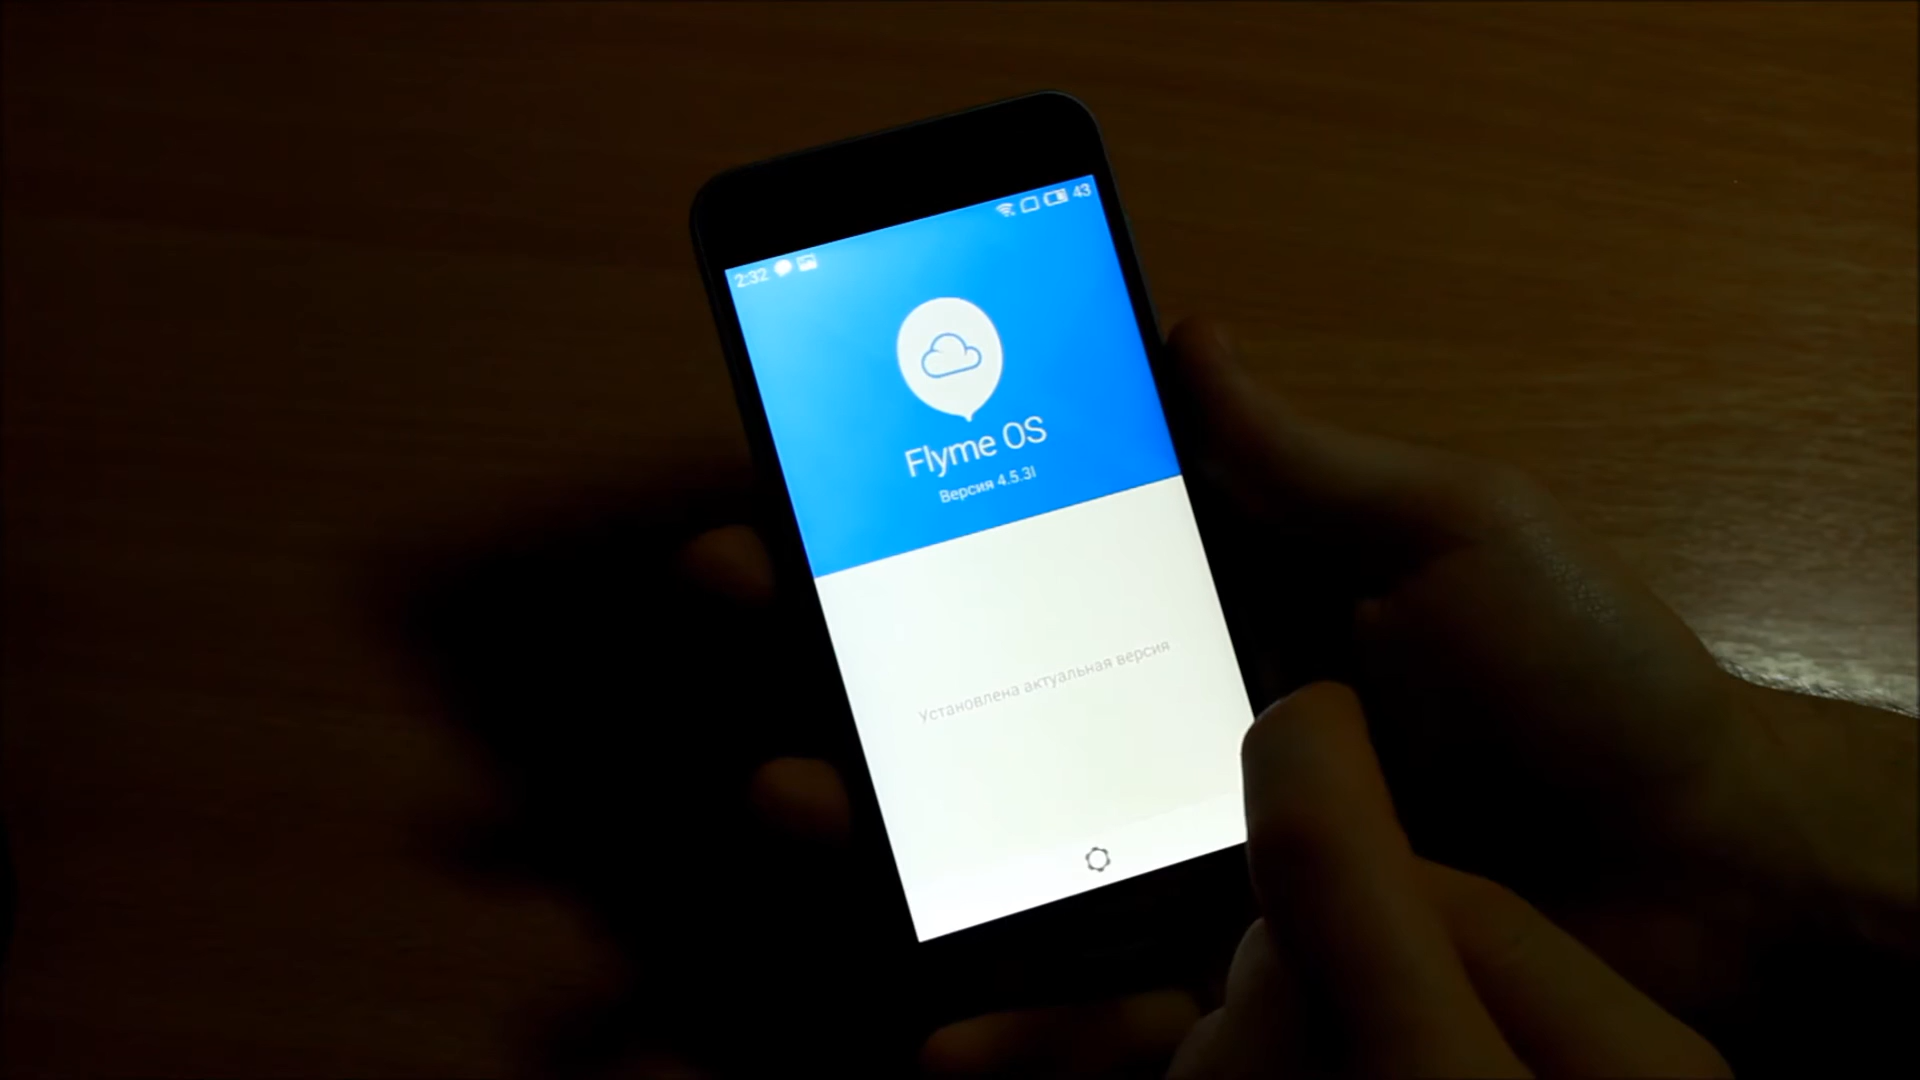 2:32
43
Flyme OS
Версия 4.5.3I
Установлена актуальная версия